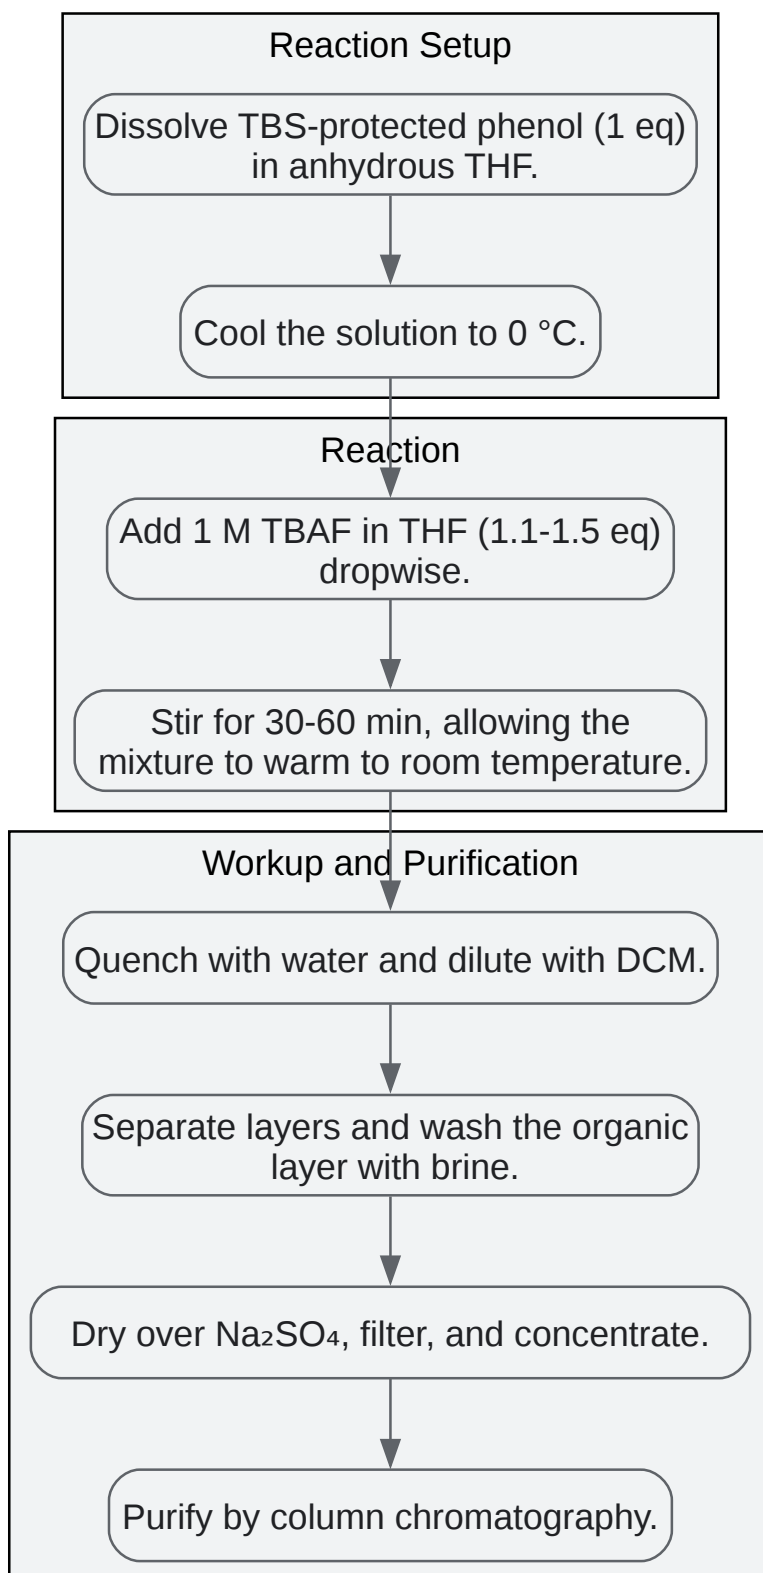 Reaction Setup
Dissolve TBS-protected phenol (1 eq)
in anhydrous THF.
Cool the solution to 0 °C.
Reaction
Add 1 M TBAF in THF (1.1-1.5 eq)
dropwise.
Stir for 30-60 min, allowing the
mixture to warm to room temperature.
Workup and Purification
Quench with water and dilute with DCM.
Separate layers and wash the organic
layer with brine.
Dry over Na₂SO₄, filter, and concentrate.
Purify by column chromatography.